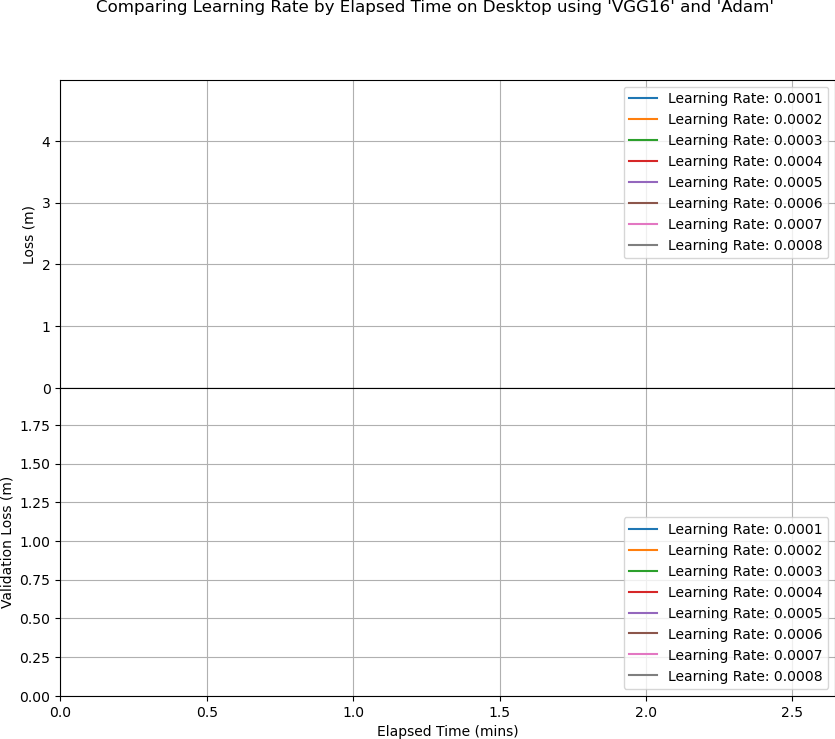 Comparing Learning Rate by Elapsed Time on Desktop using 'VGG16' and 'Adam'
Loss (m)
4
3
2
1
0
Learning Rate: 0.0001
Learning Rate: 0.0002
Learning Rate: 0.0003
Learning Rate: 0.0004
Learning Rate: 0.0005
Learning Rate: 0.0006
Learning Rate: 0.0007
Learning Rate: 0.0008
Validation Loss (m)
1.75
1.50
1.25
1.00
0.75
0.50
0.25
0.00
Learning Rate: 0.0001
Learning Rate: 0.0002
Learning Rate: 0.0003
Learning Rate: 0.0004
Learning Rate: 0.0005
Learning Rate: 0.0006
Learning Rate: 0.0007
Learning Rate: 0.0008
0.0 0.5 1.0 1.5 2.0 2.5
Elapsed Time (mins)